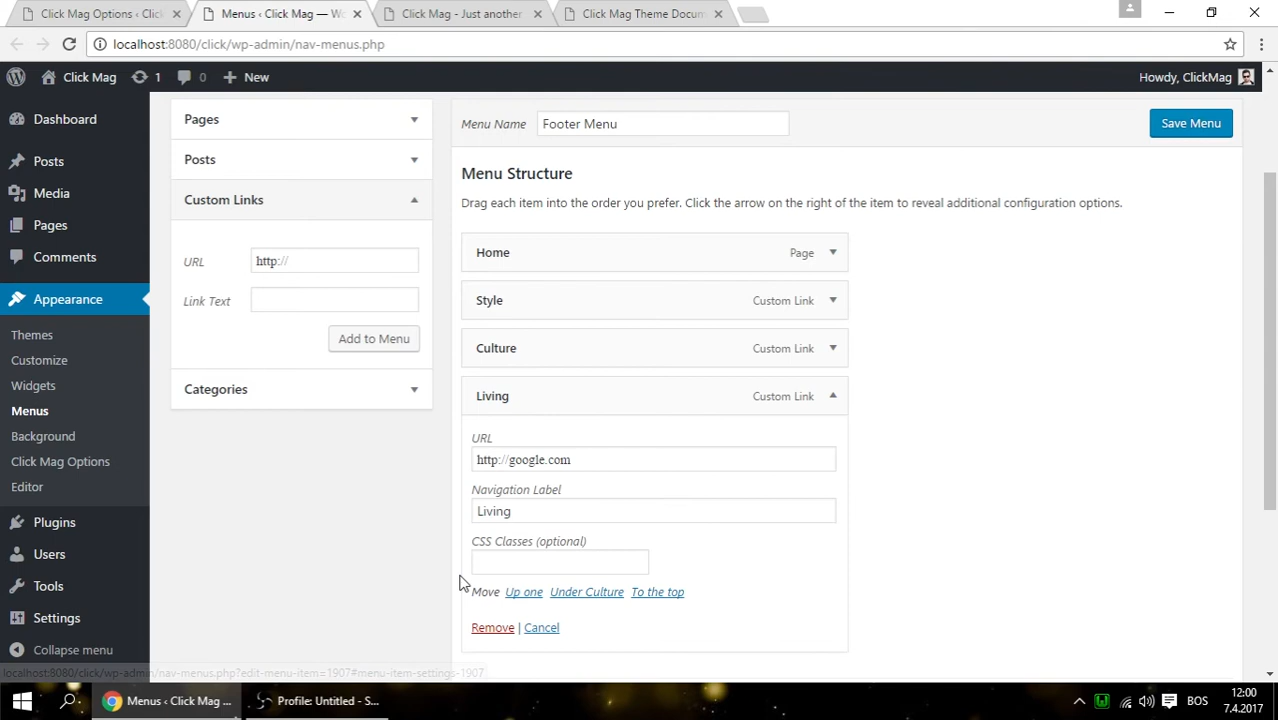 Click Mag Options ‹ Click
Menus ‹ Click Mag — Wo
Click Mag - Just another
Click Mag Theme Docum
localhost:8080/click/wp-admin/nav-menus.php
Click Mag
1
0
New
Howdy, ClickMag
Dashboard
Posts
Media
Pages
Comments
Appearance
Themes
Customize
Widgets
Menus
Background
Click Mag Options
Editor
Plugins
Users
Tools
Settings
Collapse menu
Pages
Posts
Custom Links
URL
http://
Link Text
Add to Menu
Categories
Menu Name
Footer Menu
Save Menu
Menu Structure
Drag each item into the order you prefer. Click the arrow on the right of the item to reveal additional configuration options.
Home
Page
Style
Custom Link
Culture
Custom Link
Living
Custom Link
URL
http://google.com
Navigation Label
Living
CSS Classes (optional)
Move Up one Under Culture To the top
Remove | Cancel
localhost:8080/click/wp-admin/nav-menus.php?edit-menu-item=1907#menu-item-settings-1907
Menus ‹ Click Mag — ...
Profile: Untitled - S...
BOS
12:00
7.4.2017